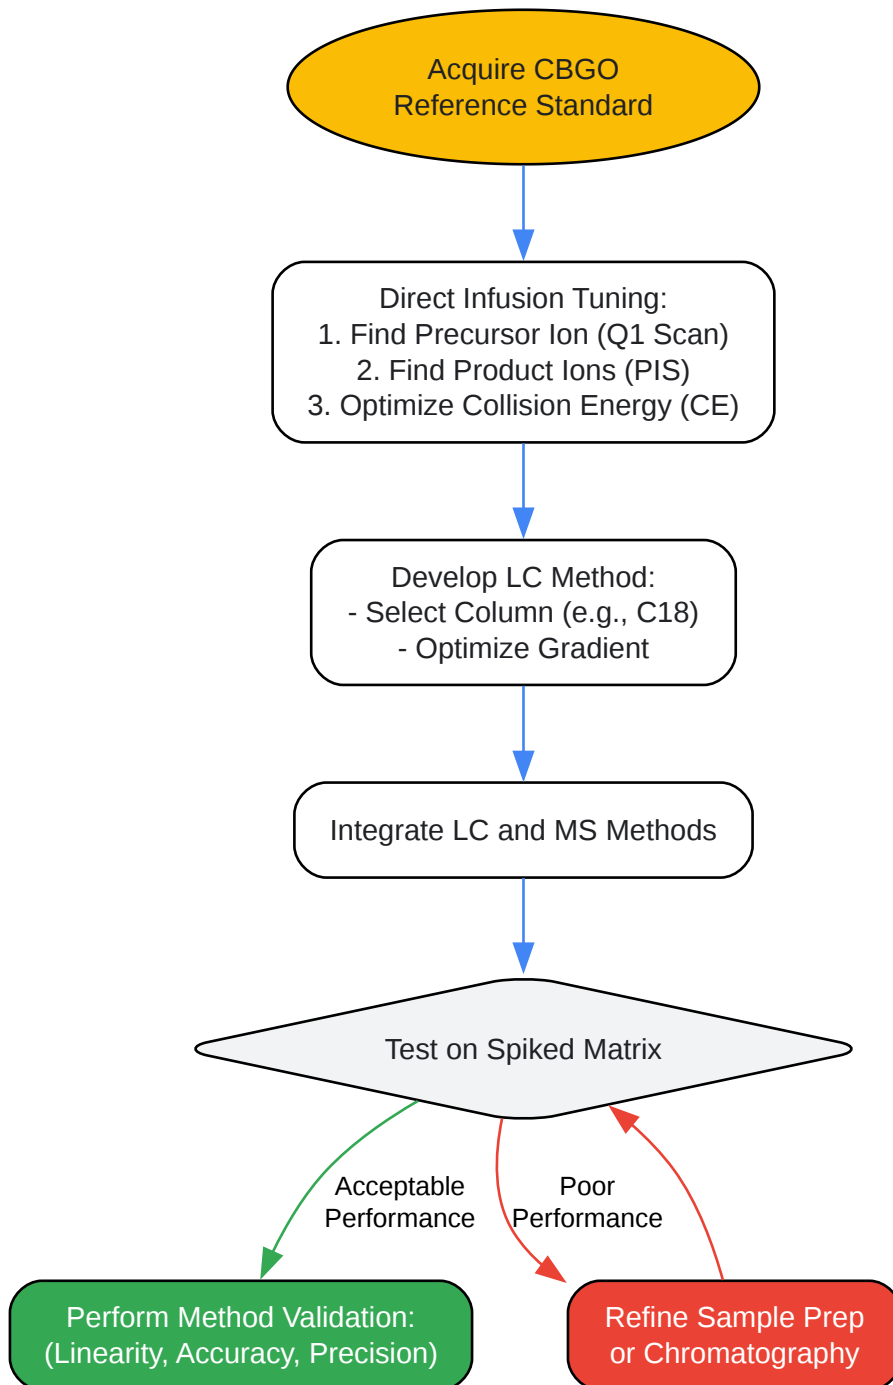 Acquire CBGO
Reference Standard
Direct Infusion Tuning:
1. Find Precursor Ion (Q1 Scan)
2. Find Product Ions (PIS)
3. Optimize Collision Energy (CE)
Develop LC Method:
- Select Column (e.g., C18)
- Optimize Gradient
Integrate LC and MS Methods
Test on Spiked Matrix
Acceptable
Performance
Poor
Performance
Perform Method Validation:
(Linearity, Accuracy, Precision)
Refine Sample Prep
or Chromatography